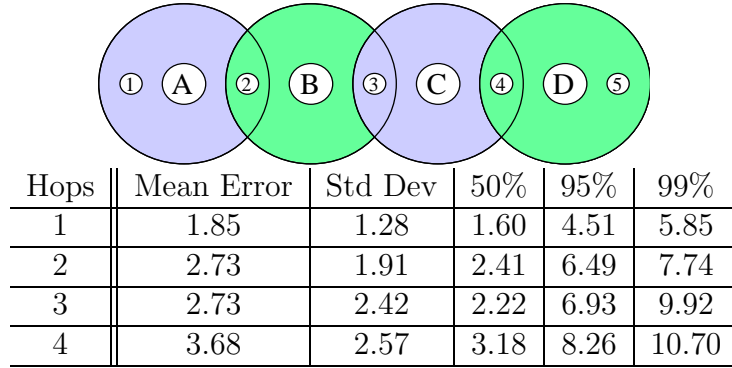 1 A 2 B 3 C 4 D 5
Hops Mean Error Std Dev 50% 95% 99%
1 1.85 1.28 1.60 4.51 5.85
2 2.73 1.91 2.41 6.49 7.74
3 2.73 2.42 2.22 6.93 9.92
4 3.68 2.57 3.18 8.26 10.70